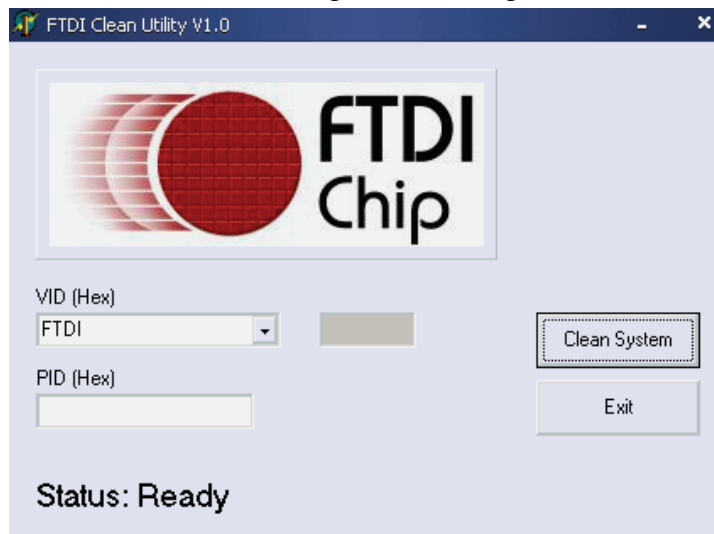 FTDI Clean Utility V1.0
FTDI
Chip
VID (Hex)
FTDI
Clean System
PID (Hex)
Exit
Status: Ready